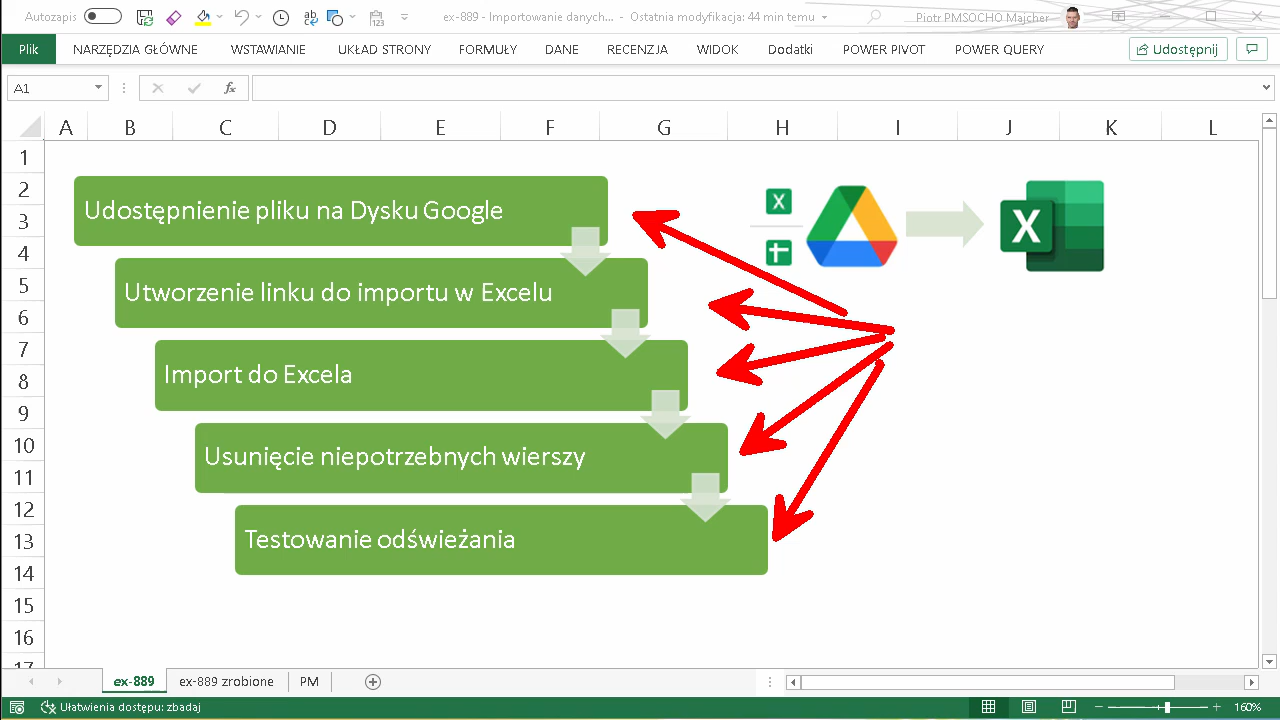 Autozapis
ex-889 - Import
ostatnia modyfikacja: 44 min temu
Piotr PMSOCHO Majcher
Plik NARZĘDZIA GŁÓWNE WSTAWIANIE UKŁAD STRONY FORMUŁY DANE RECENZJA WIDOK Dodatki POWER PIVOT POWER QUERY Udostępnij
A1 fx
A B C D E F G H I J K L
1
2
3
4
5
6
7
8
9
10
11
12
13
14
15
16
17
Udostępnienie pliku na Dysku Google
Utworzenie linku do importu w Excelu
Import do Excela
Usunięcie niepotrzebnych wierszy
Testowanie odświeżania
X
X
ex-889 ex-889 zrobione PM
Ułatwienia dostępu: zbadaj 160%